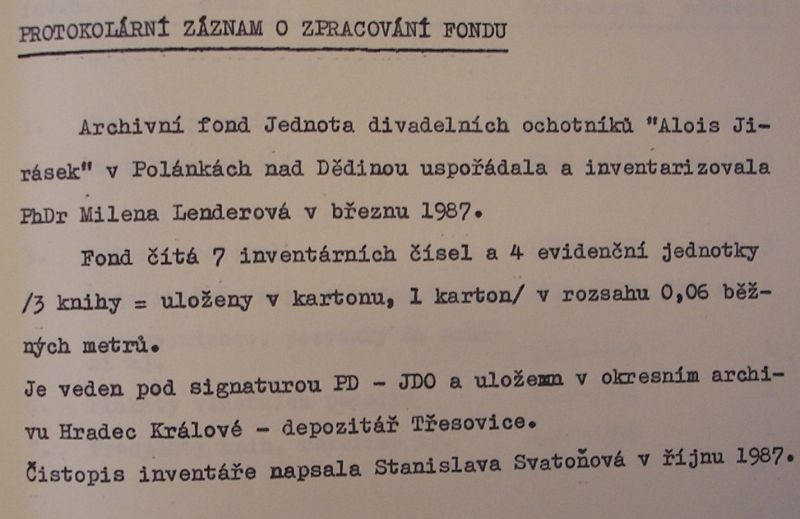 PROTOKOLÁRNÍ ZÁZNAM O ZPRACOVÁNÍ FONDU
Archivní fond Jednota divadelních ochotníků "Alois Ji-
rásek" v Polánkách nad Dědinou uspořádala a inventarizovala
PhDr Milena Lenderová v březnu 1987.
Fond čítá 7 inventárních čísel a 4 evidenční jednotky
/3 knihy = uloženy v kartonu, 1 karton/ v rozsahu 0,06 běž-
ných metrů.
Je veden pod signaturou PD - JDO a uložen v okresním archi-
vu Hradec Králové - depozitář Třesovice.
Čistopis inventáře napsala Stanislava Svatoňová v říjnu 1987.